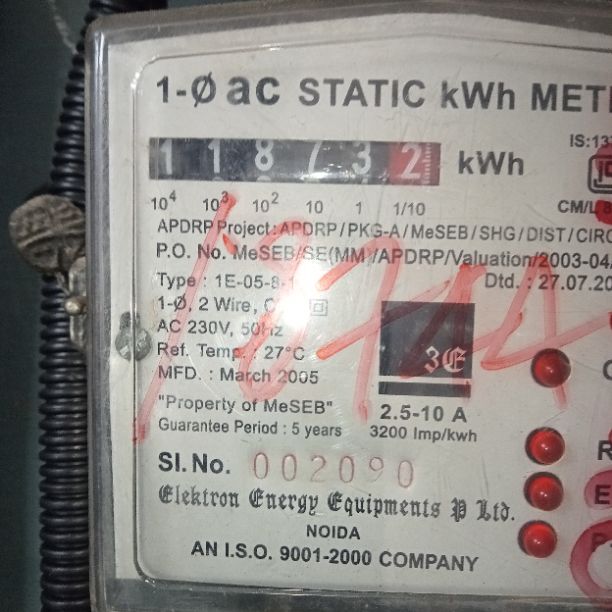 1-Ø ac STATIC kWh
IS:
1 1 8 7 3 2 kWh
10⁴ 10³ 10² 10 1 1/10
CM/L
APDRP Project: APDRP/PKG-A/MeSEB/SHG/DIST/CIRC
P.O. No. MeSEB/SE(MM)/APDRP/Valuation/2003-04
Type : 1E-05-8-1
Dtd. : 27.07.20
1-Ø, 2 Wire,
AC 230V, 50Hz
Ref. Temp. : 27°C
3E
MFD. : March 2005
"Property of MeSEB"
2.5-10 A
Guarantee Period : 5 years
3200 Imp/kwh
SI. No. 002090
Elektron Energy Equipments P Ltd.
NOIDA
AN I.S.O. 9001-2000 COMPANY